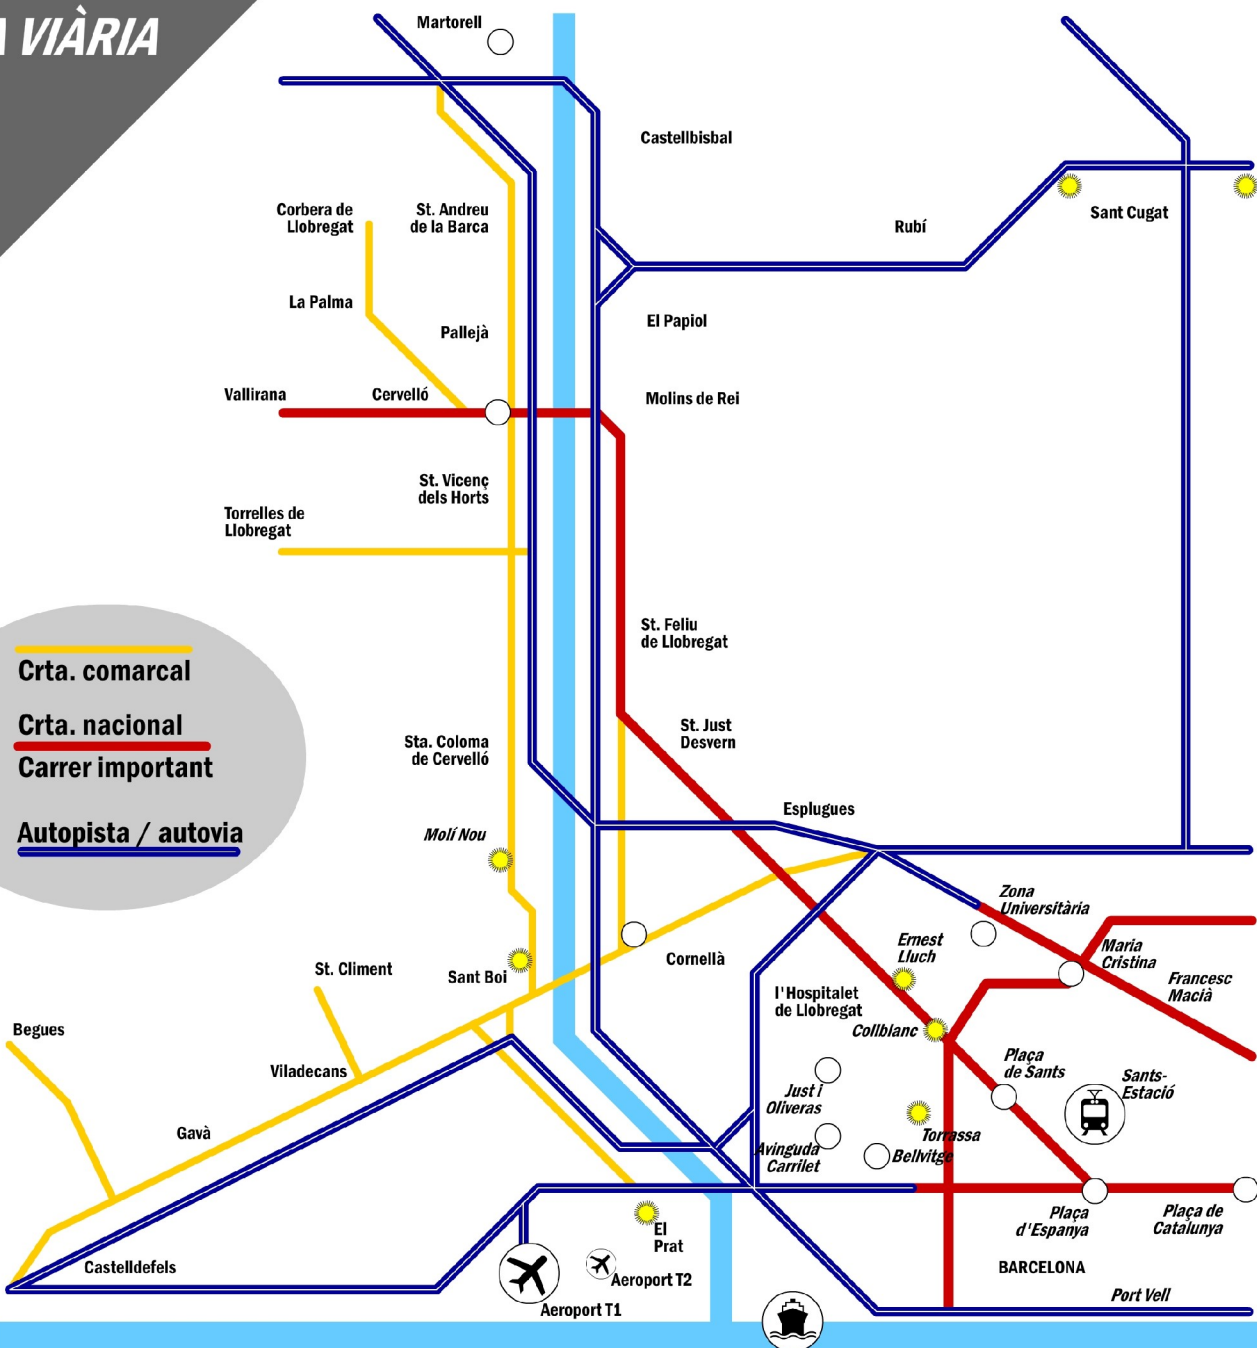 A VIÀRIA
Martorell
Castellbisbal
Corbera de
Llobregat
St. Andreu
de la Barca
Rubí
Sant Cugat
La Palma
Pallejà
El Papiol
Vallirana
Cervelló
Molins de Rei
St. Vicenç
dels Horts
Torrelles de
Llobregat
St. Feliu
de Llobregat
Crta. comarcal
Crta. nacional
Carrer important
Autopista / autovia
Sta. Coloma
de Cervelló
St. Just
Desvern
Molí Nou
Esplugues
Zona
Universitària
Ernest
Lluch
Maria
Cristina
Francesc
Macià
St. Climent
Sant Boi
Cornellà
l'Hospitalet
de Llobregat
Collblanc
Begues
Viladecans
Plaça
de Sants
Sants-
Estació
Just i
Oliveras
Gavà
Torrassa
Avinguda
Carrilet
Bellvitge
Plaça
d'Espanya
Plaça de
Catalunya
El
Prat
Castelldefels
Aeroport T2
Aeroport T1
BARCELONA
Port Vell